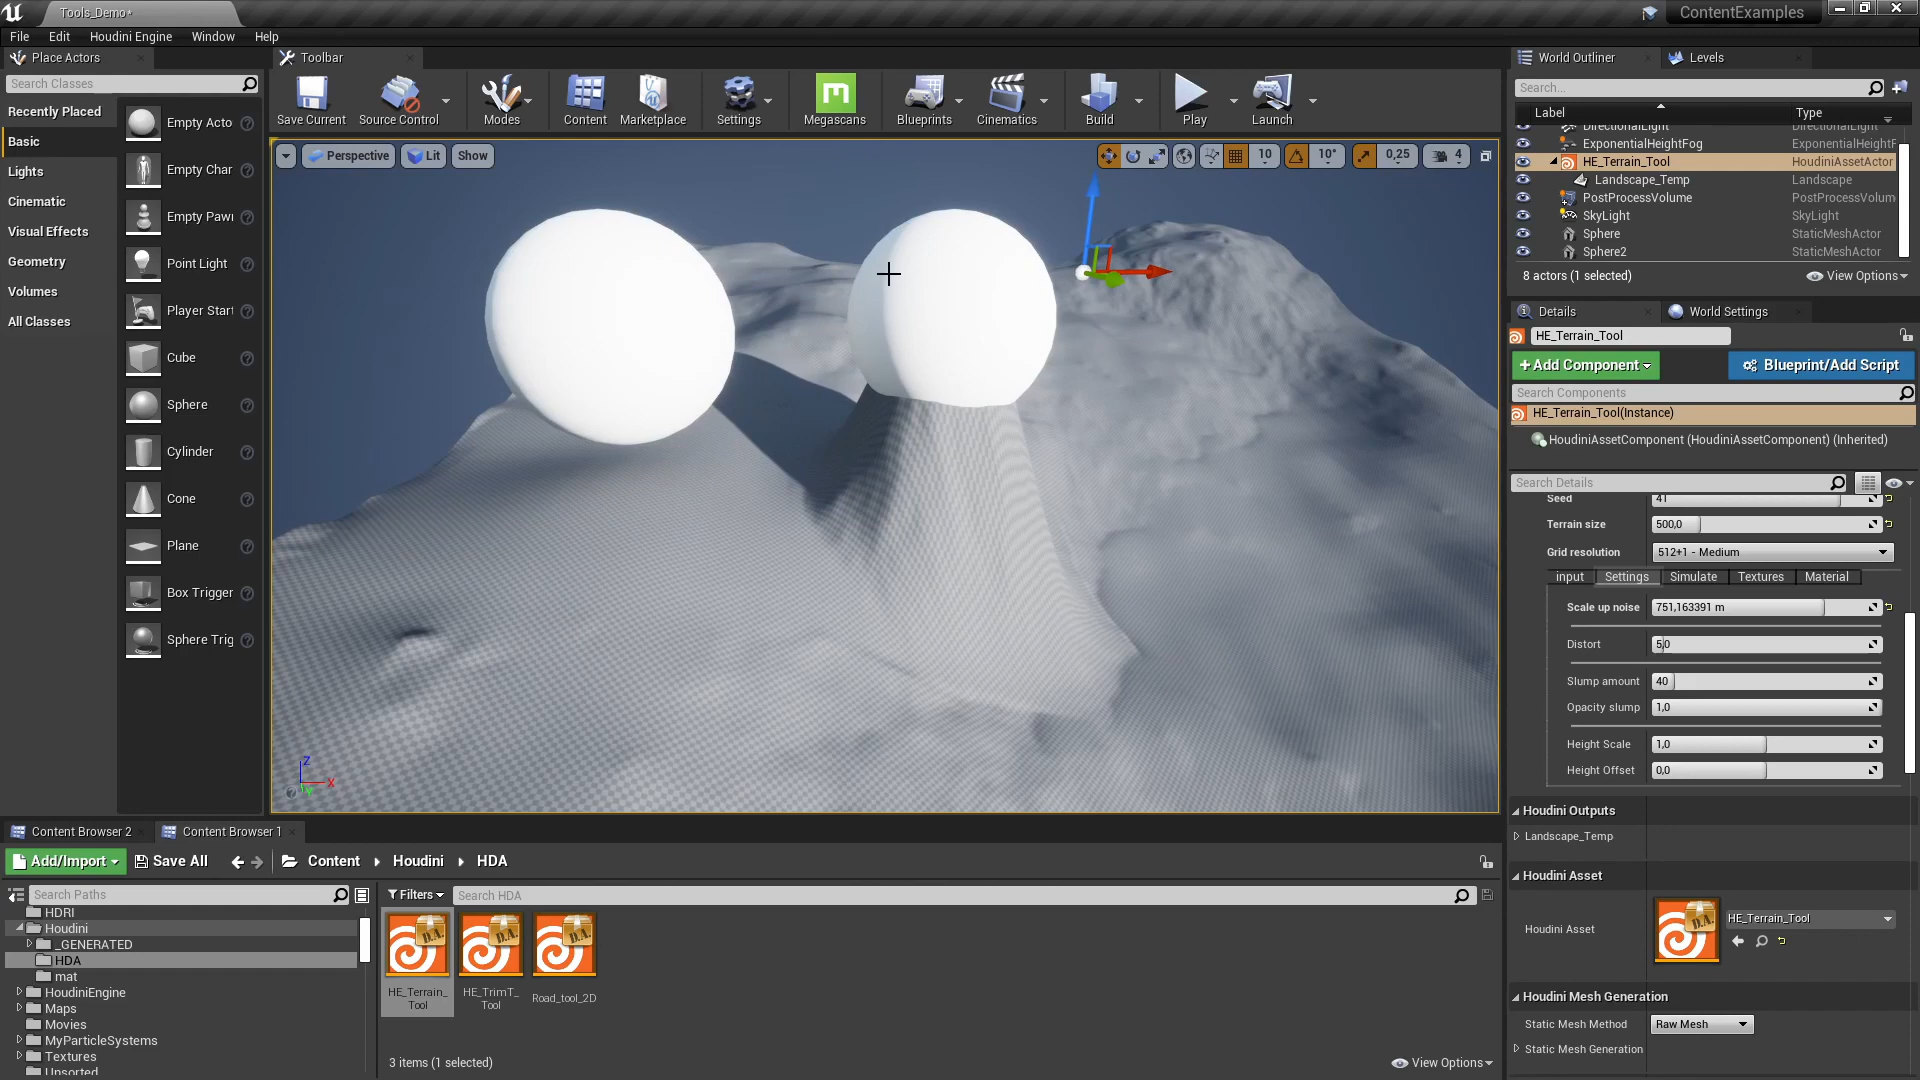 Tools_Demo*
ContentExamples
File Edit Houdini Engine Window Help
Place Actors
Search Classes
Recently Placed
Basic
Lights
Cinematic
Visual Effects
Geometry
Volumes
All Classes
Empty Acto
Empty Char
Empty Paw
Point Light
Player Start
Cube
Sphere
Cylinder
Cone
Plane
Box Trigger
Sphere Trig
Toolbar
Save Current
Source Control
Modes
Content
Marketplace
Settings
Megascans
Blueprints
Cinematics
Build
Play
Launch
Perspective Lit Show
10 10° 0,25 4
Z
X
Y
World Outliner Levels
Search...
Label Type
DirectionalLight DirectionalLight
ExponentialHeightFog ExponentialHeightF
HE_Terrain_Tool HoudiniAssetActor
Landscape_Temp Landscape
PostProcessVolume PostProcessVolum
SkyLight SkyLight
Sphere StaticMeshActor
Sphere2 StaticMeshActor
8 actors (1 selected) View Options
Details World Settings
HE_Terrain_Tool
+Add Component Blueprint/Add Script
Search Components
HE_Terrain_Tool(Instance)
HoudiniAssetComponent (HoudiniAssetComponent) (Inherited)
Search Details
Seed 41
Terrain size 500,0
Grid resolution 512+1 - Medium
input Settings Simulate Textures Material
Scale up noise 751,163391 m
Distort 5,0
Slump amount 40
Opacity slump 1,0
Height Scale 1,0
Height Offset 0,0
Houdini Outputs
Landscape_Temp
Houdini Asset
Houdini Asset HE_Terrain_Tool
D.A.
Houdini Mesh Generation
Static Mesh Method Raw Mesh
Static Mesh Generation
Content Browser 2 Content Browser 1
Add/Import Save All Content Houdini HDA
Search Paths
HDRI
Houdini
_GENERATED
HDA
mat
HoudiniEngine
Maps
Movies
MyParticleSystems
Textures
Unsorted
Filters Search HDA
D.A. D.A. D.A.
HE_Terrain_
Tool
HE_TrimT_
Tool
Road_tool_2D
3 items (1 selected) View Options